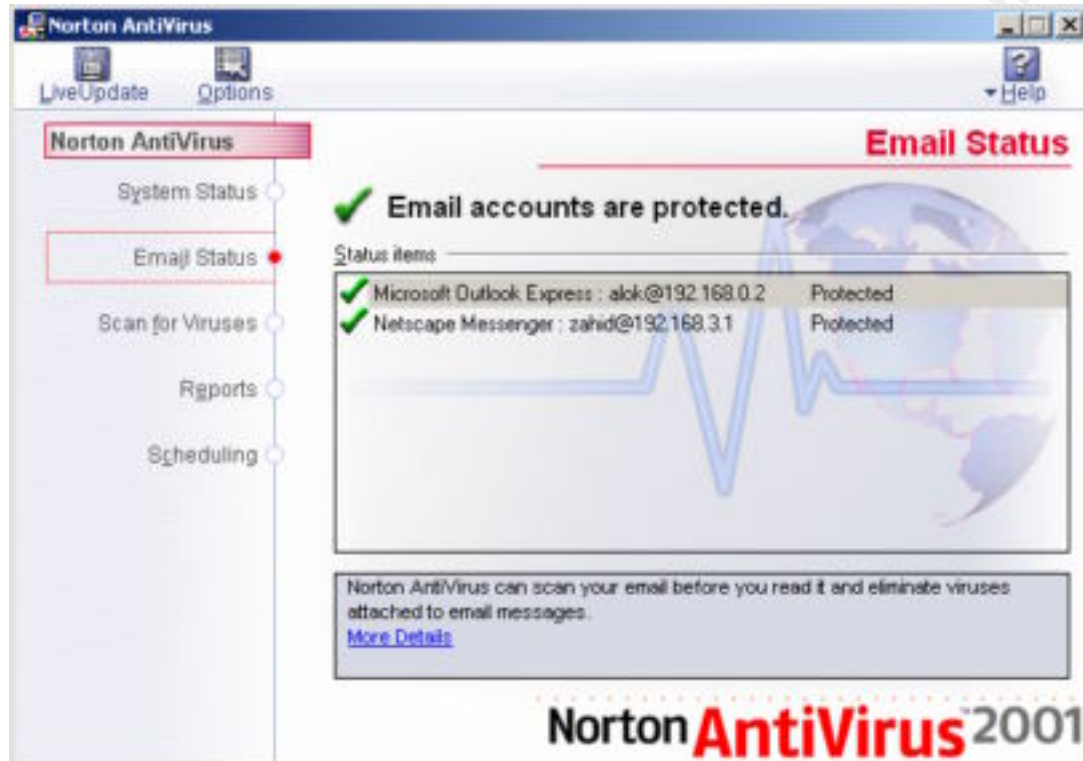 Norton AntiVirus
LiveUpdate Options Help
Norton AntiVirus
System Status
Email Status
Scan for Viruses
Reports
Scheduling
Email Status
Email accounts are protected.
Status items
Microsoft Outlook Express : alok@192.168.0.2 Protected
Netscape Messenger : zahid@192.168.3.1 Protected
Norton AntiVirus can scan your email before you read it and eliminate viruses
attached to email messages.
More Details
Norton AntiVirus™2001